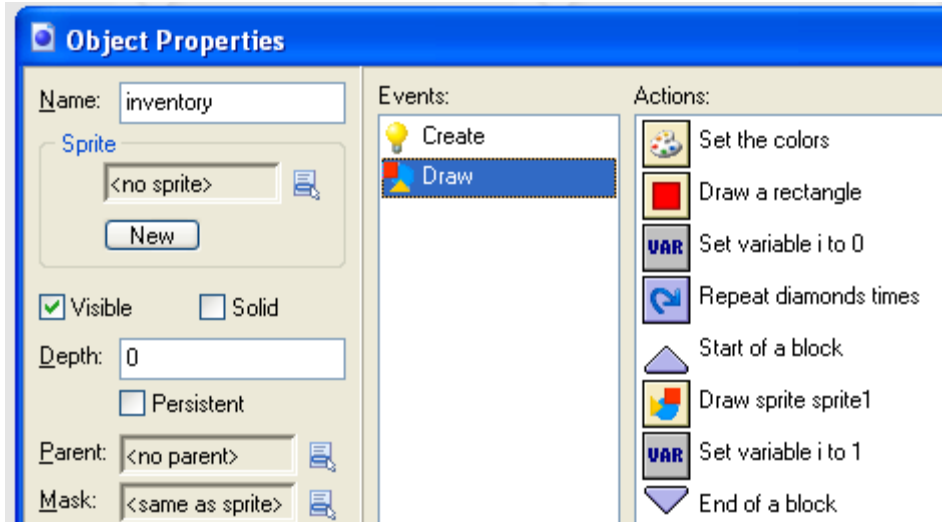 Object Properties
Name: inventory
Sprite
<no sprite>
New
Visible
Solid
Depth: 0
Persistent
Parent: <no parent>
Mask: <same as sprite>
Events:
Create
Draw
Actions:
Set the colors
Draw a rectangle
VAR Set variable i to 0
Repeat diamonds times
Start of a block
Draw sprite sprite1
VAR Set variable i to 1
End of a block